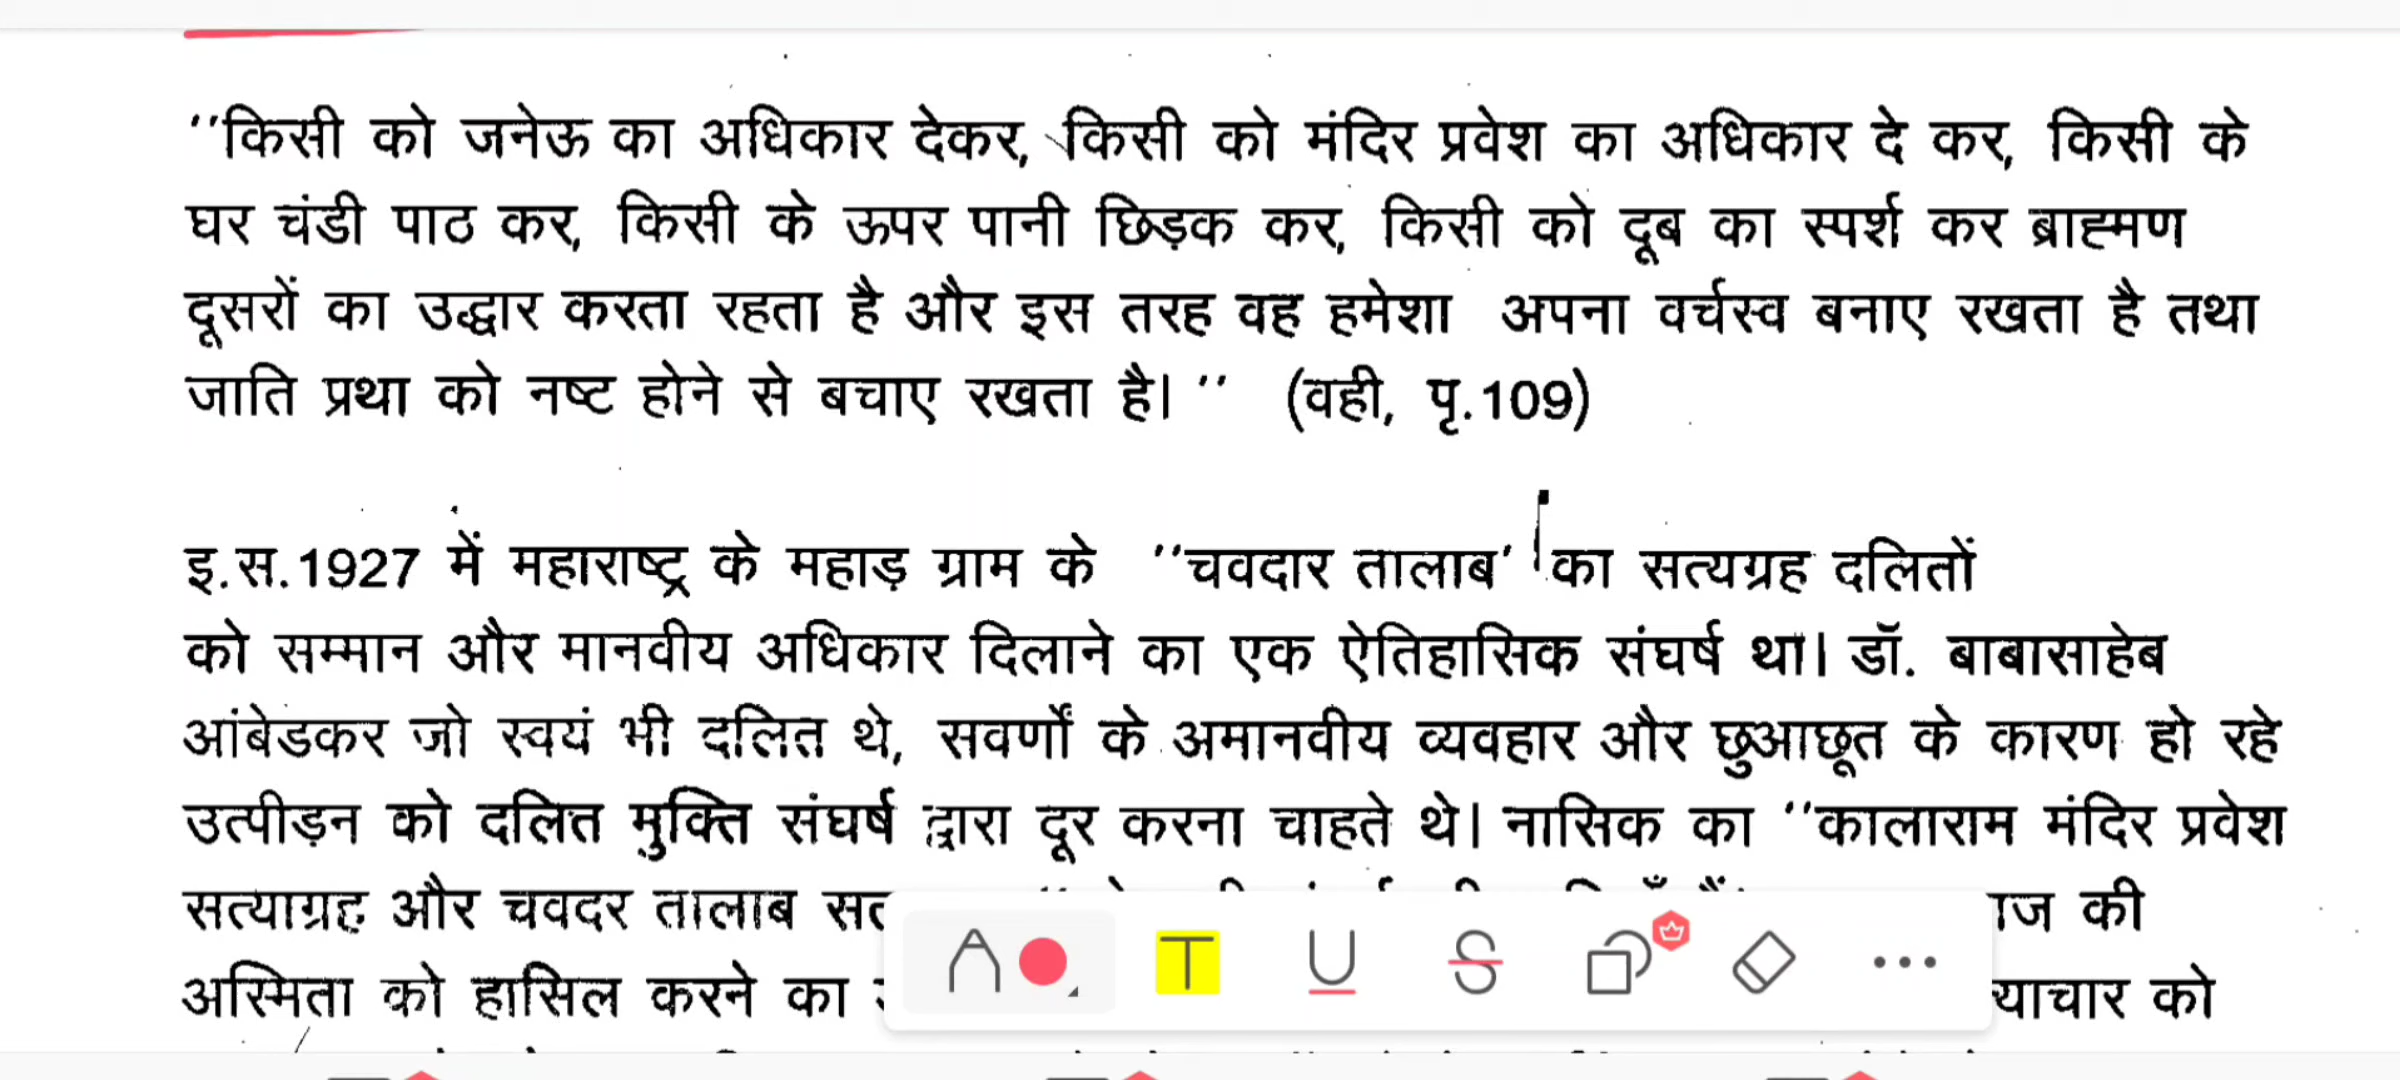 ''किसी को जनेऊ का अधिकार देकर, किसी को मंदिर प्रवेश का अधिकार दे कर, किसी के
घर चंडी पाठ कर, किसी के ऊपर पानी छिड़क कर, किसी को दूब का स्पर्श कर ब्राह्मण
दूसरों का उद्धार करता रहता है और इस तरह वह हमेशा अपना वर्चस्व बनाए रखता है तथा
जाति प्रथा को नष्ट होने से बचाए रखता है। '' (वही, पृ.109)
इ.स.1927 में महाराष्ट्र के महाड़ ग्राम के ''चवदार तालाब' का सत्यग्रह दलितों
को सम्मान और मानवीय अधिकार दिलाने का एक ऐतिहासिक संघर्ष था। डॉ. बाबासाहेब
आंबेडकर जो स्वयं भी दलित थे, सवर्णों के अमानवीय व्यवहार और छुआछूत के कारण हो रहे
उत्पीड़न को दलित मुक्ति संघर्ष द्वारा दूर करना चाहते थे। नासिक का ''कालाराम मंदिर प्रवेश
सत्याग्रह और चवदर तालाब की
अस्मिता को हासिल करने का को